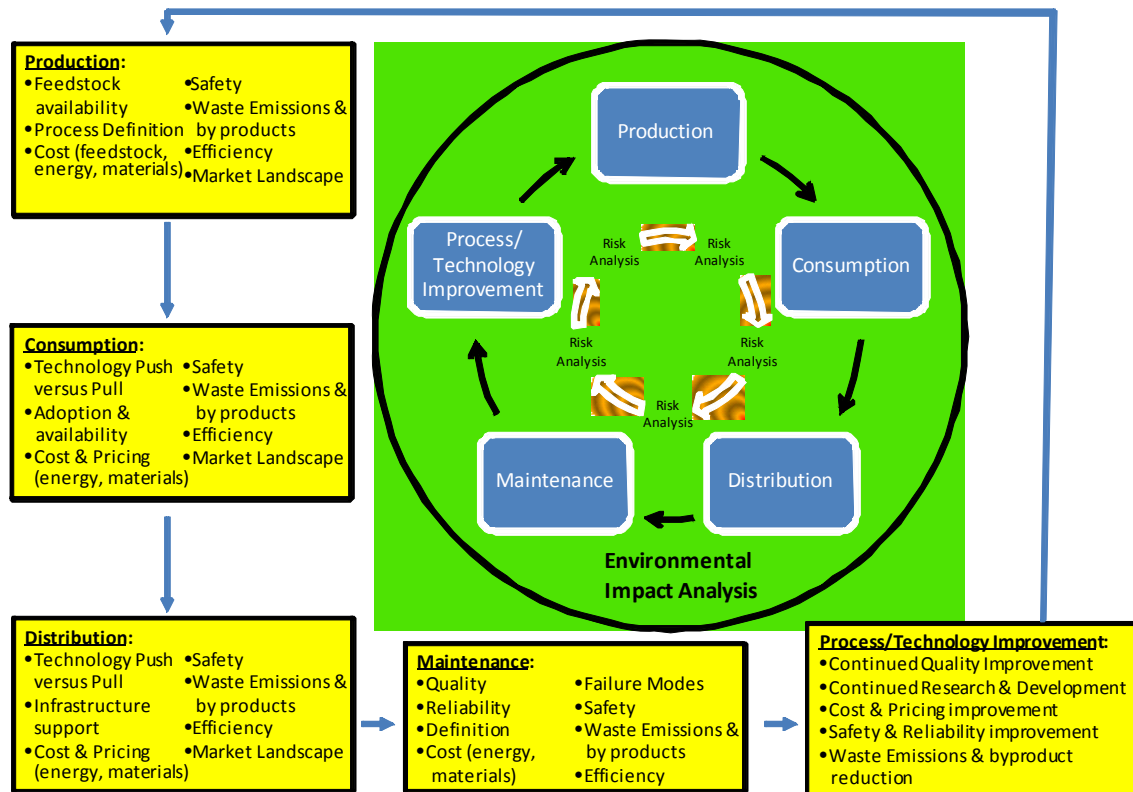 Production:
•Feedstock
availability
•Process Definition
•Cost (feedstock,
energy, materials)
•Safety
•Waste Emissions &
by products
•Efficiency
•Market Landscape
Production
Process/
Technology
Improvement
Consumption
Risk
Analysis
Risk
Analysis
Risk
Analysis
Risk
Analysis
Risk
Analysis
Maintenance
Distribution
Environmental
Impact Analysis
Consumption:
•Technology Push
versus Pull
•Adoption &
availability
•Cost & Pricing
(energy, materials)
•Safety
•Waste Emissions &
by products
•Efficiency
•Market Landscape
Distribution:
•Technology Push
versus Pull
•Infrastructure
support
•Cost & Pricing
(energy, materials)
•Safety
•Waste Emissions &
by products
•Efficiency
•Market Landscape
Maintenance:
•Quality
•Reliability
•Definition
•Cost (energy,
materials)
•Failure Modes
•Safety
•Waste Emissions &
by products
•Efficiency
Process/Technology Improvement:
•Continued Quality Improvement
•Continued Research & Development
•Cost & Pricing improvement
•Safety & Reliability improvement
•Waste Emissions & byproduct
reduction